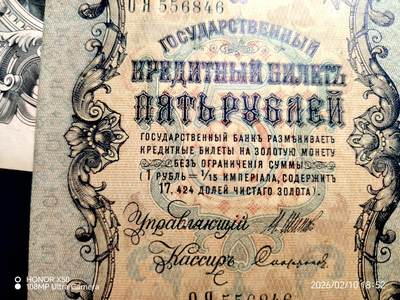 ОЯ 556846
ГОСУДАРСТВЕННЫЙ
КРЕДИТНЫЙ БИЛЕТЪ
ПЯТЬ РУБЛЕЙ
ГОСУДАРСТВЕННЫЙ БАНКЪ РАЗМѢНИВАЕТЪ
КРЕДИТНЫЕ БИЛЕТЫ НА ЗОЛОТУЮ МОНЕТУ
БЕЗЪ ОГРАНИЧЕНІЯ СУММЫ
(1 РУБЛЬ = 1/15 ИМПЕРІАЛА, СОДЕРЖИТЪ
17,424 ДОЛЕЙ ЧИСТАГО ЗОЛОТА).
Управляющій
Кассиръ
ОЯ 556846
HONOR X50
108MP Ultra Camera
2026/02/10 18:52